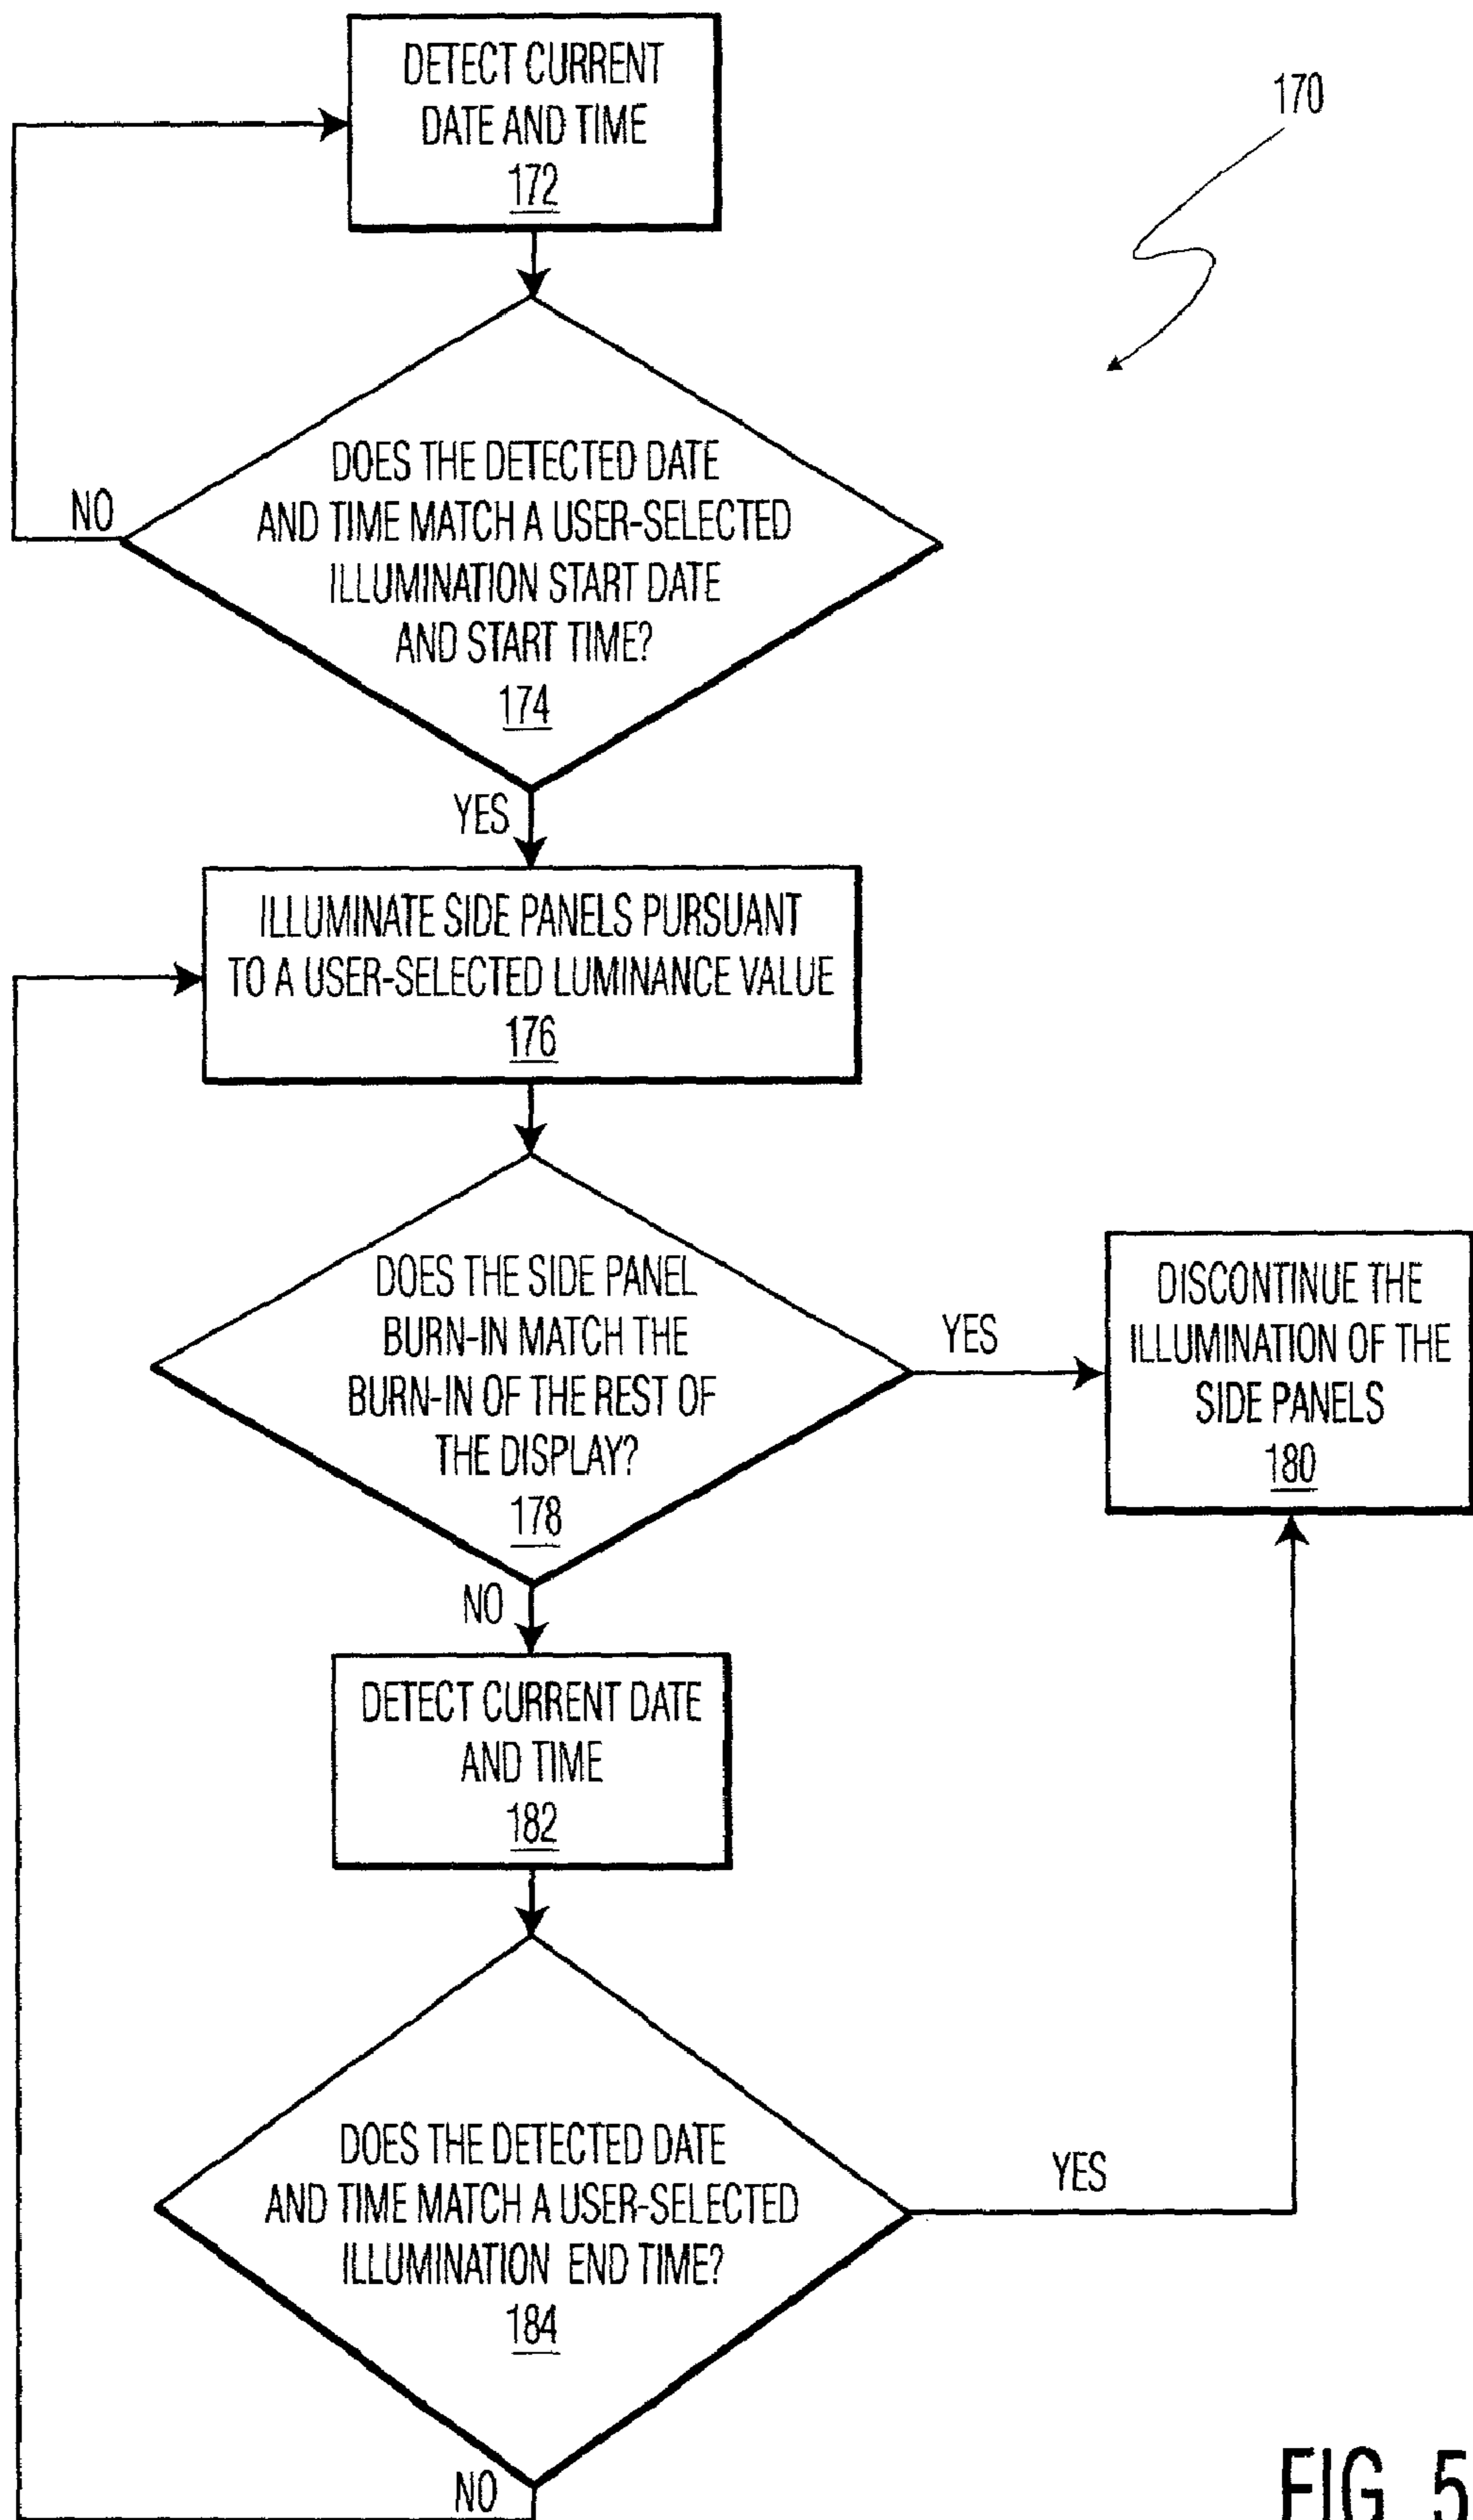 DETECT CURRENT
DATE AND TIME
172
170
DOES THE DETECTED DATE
AND TIME MATCH A USER-SELECTED
ILLUMINATION START DATE
AND START TIME?
174
NO
YES
ILLUMINATE SIDE PANELS PURSUANT
TO A USER-SELECTED LUMINANCE VALUE
176
DOES THE SIDE PANEL
BURN-IN MATCH THE
BURN-IN OF THE REST OF
THE DISPLAY?
178
YES
DISCONTINUE THE
ILLUMINATION OF THE
SIDE PANELS
180
NO
DETECT CURRENT DATE
AND TIME
182
DOES THE DETECTED DATE
AND TIME MATCH A USER-SELECTED
ILLUMINATION END TIME?
184
YES
NO
FIG. 5